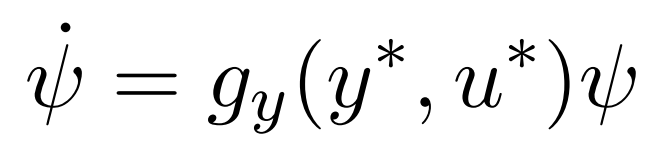 ψ̇ = g_y(y*, u*)ψ